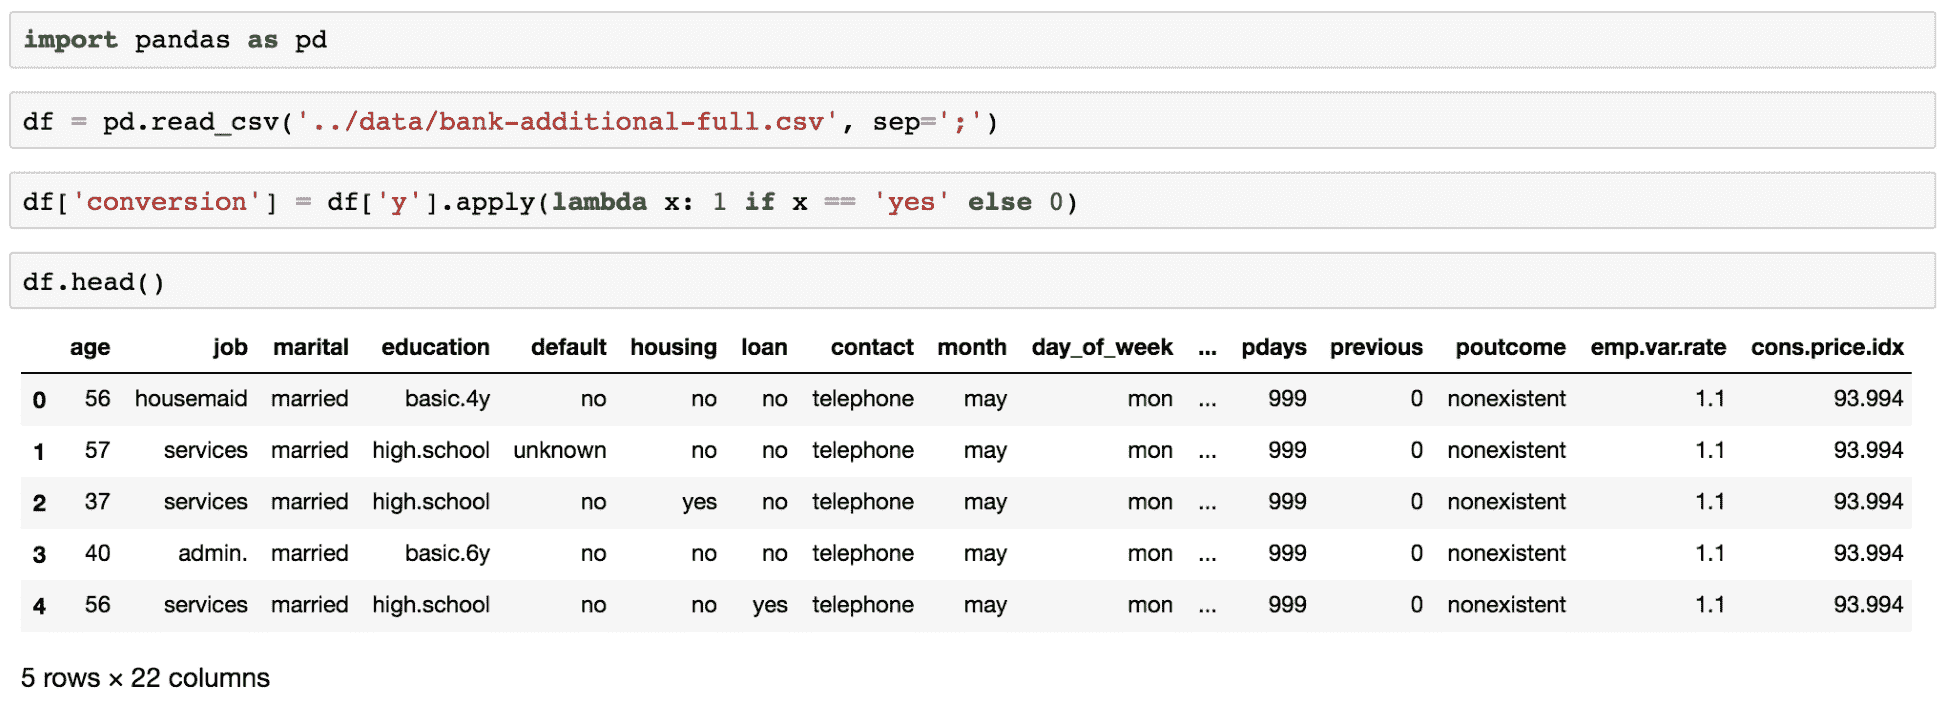 import pandas as pd
df = pd.read_csv('../data/bank-additional-full.csv', sep=';')
df['conversion'] = df['y'].apply(lambda x: 1 if x == 'yes' else 0)
df.head()
age job marital education default housing loan contact month day_of_week ... pdays previous poutcome emp.var.rate cons.price.idx
0 56 housemaid married basic.4y no no no telephone may mon ... 999 0 nonexistent 1.1 93.994
1 57 services married high.school unknown no no telephone may mon ... 999 0 nonexistent 1.1 93.994
2 37 services married high.school no yes no telephone may mon ... 999 0 nonexistent 1.1 93.994
3 40 admin. married basic.6y no no no telephone may mon ... 999 0 nonexistent 1.1 93.994
4 56 services married high.school no no yes telephone may mon ... 999 0 nonexistent 1.1 93.994
5 rows × 22 columns